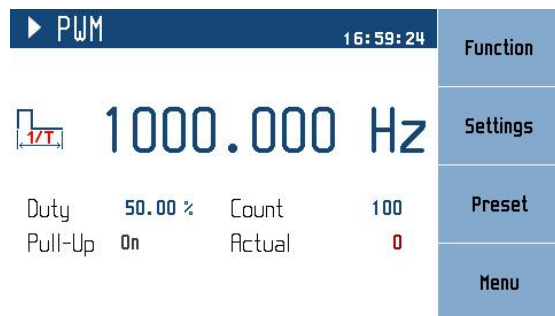 PWM 16:59:24
Function
1/T 1000.000 Hz
Settings
Duty 50.00 % Count 100
Preset
Pull-Up On Actual 0
Menu